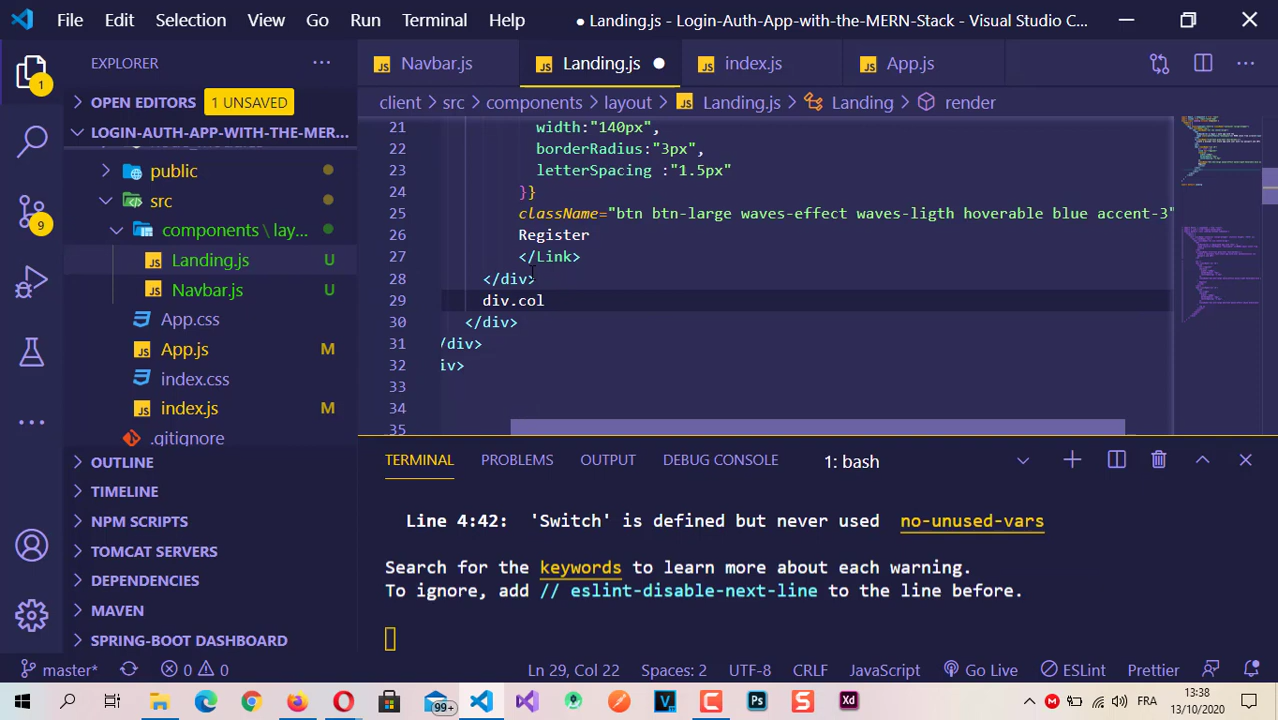 File Edit Selection View Go Run Terminal Help ● Landing.js - Login-Auth-App-with-the-MERN-Stack - Visual Studio C...
EXPLORER ...
Navbar.js Landing.js ● index.js App.js ...
OPEN EDITORS 1 UNSAVED
client > src > components > layout > Landing.js > Landing > render
LOGIN-AUTH-APP-WITH-THE-MER...
public
src
components \ lay...
Landing.js U
Navbar.js U
App.css
App.js M
index.css
index.js M
.gitignore
OUTLINE
TIMELINE
NPM SCRIPTS
TOMCAT SERVERS
DEPENDENCIES
MAVEN
SPRING-BOOT DASHBOARD
1
9
21 width:"140px",
22 borderRadius:"3px",
23 letterSpacing :"1.5px"
24 }}
25 className="btn btn-large waves-effect waves-ligth hoverable blue accent-3"
26 Register
27 </Link>
28 </div>
29 div.col
30 </div>
31 /div>
32 iv>
33
34
35
TERMINAL PROBLEMS OUTPUT DEBUG CONSOLE 1: bash
Line 4:42: 'Switch' is defined but never used no-unused-vars
Search for the keywords to learn more about each warning.
To ignore, add // eslint-disable-next-line to the line before.
master* 0 0 Ln 29, Col 22 Spaces: 2 UTF-8 CRLF JavaScript Go Live ESLint Prettier
99+ FRA 13:38
13/10/2020